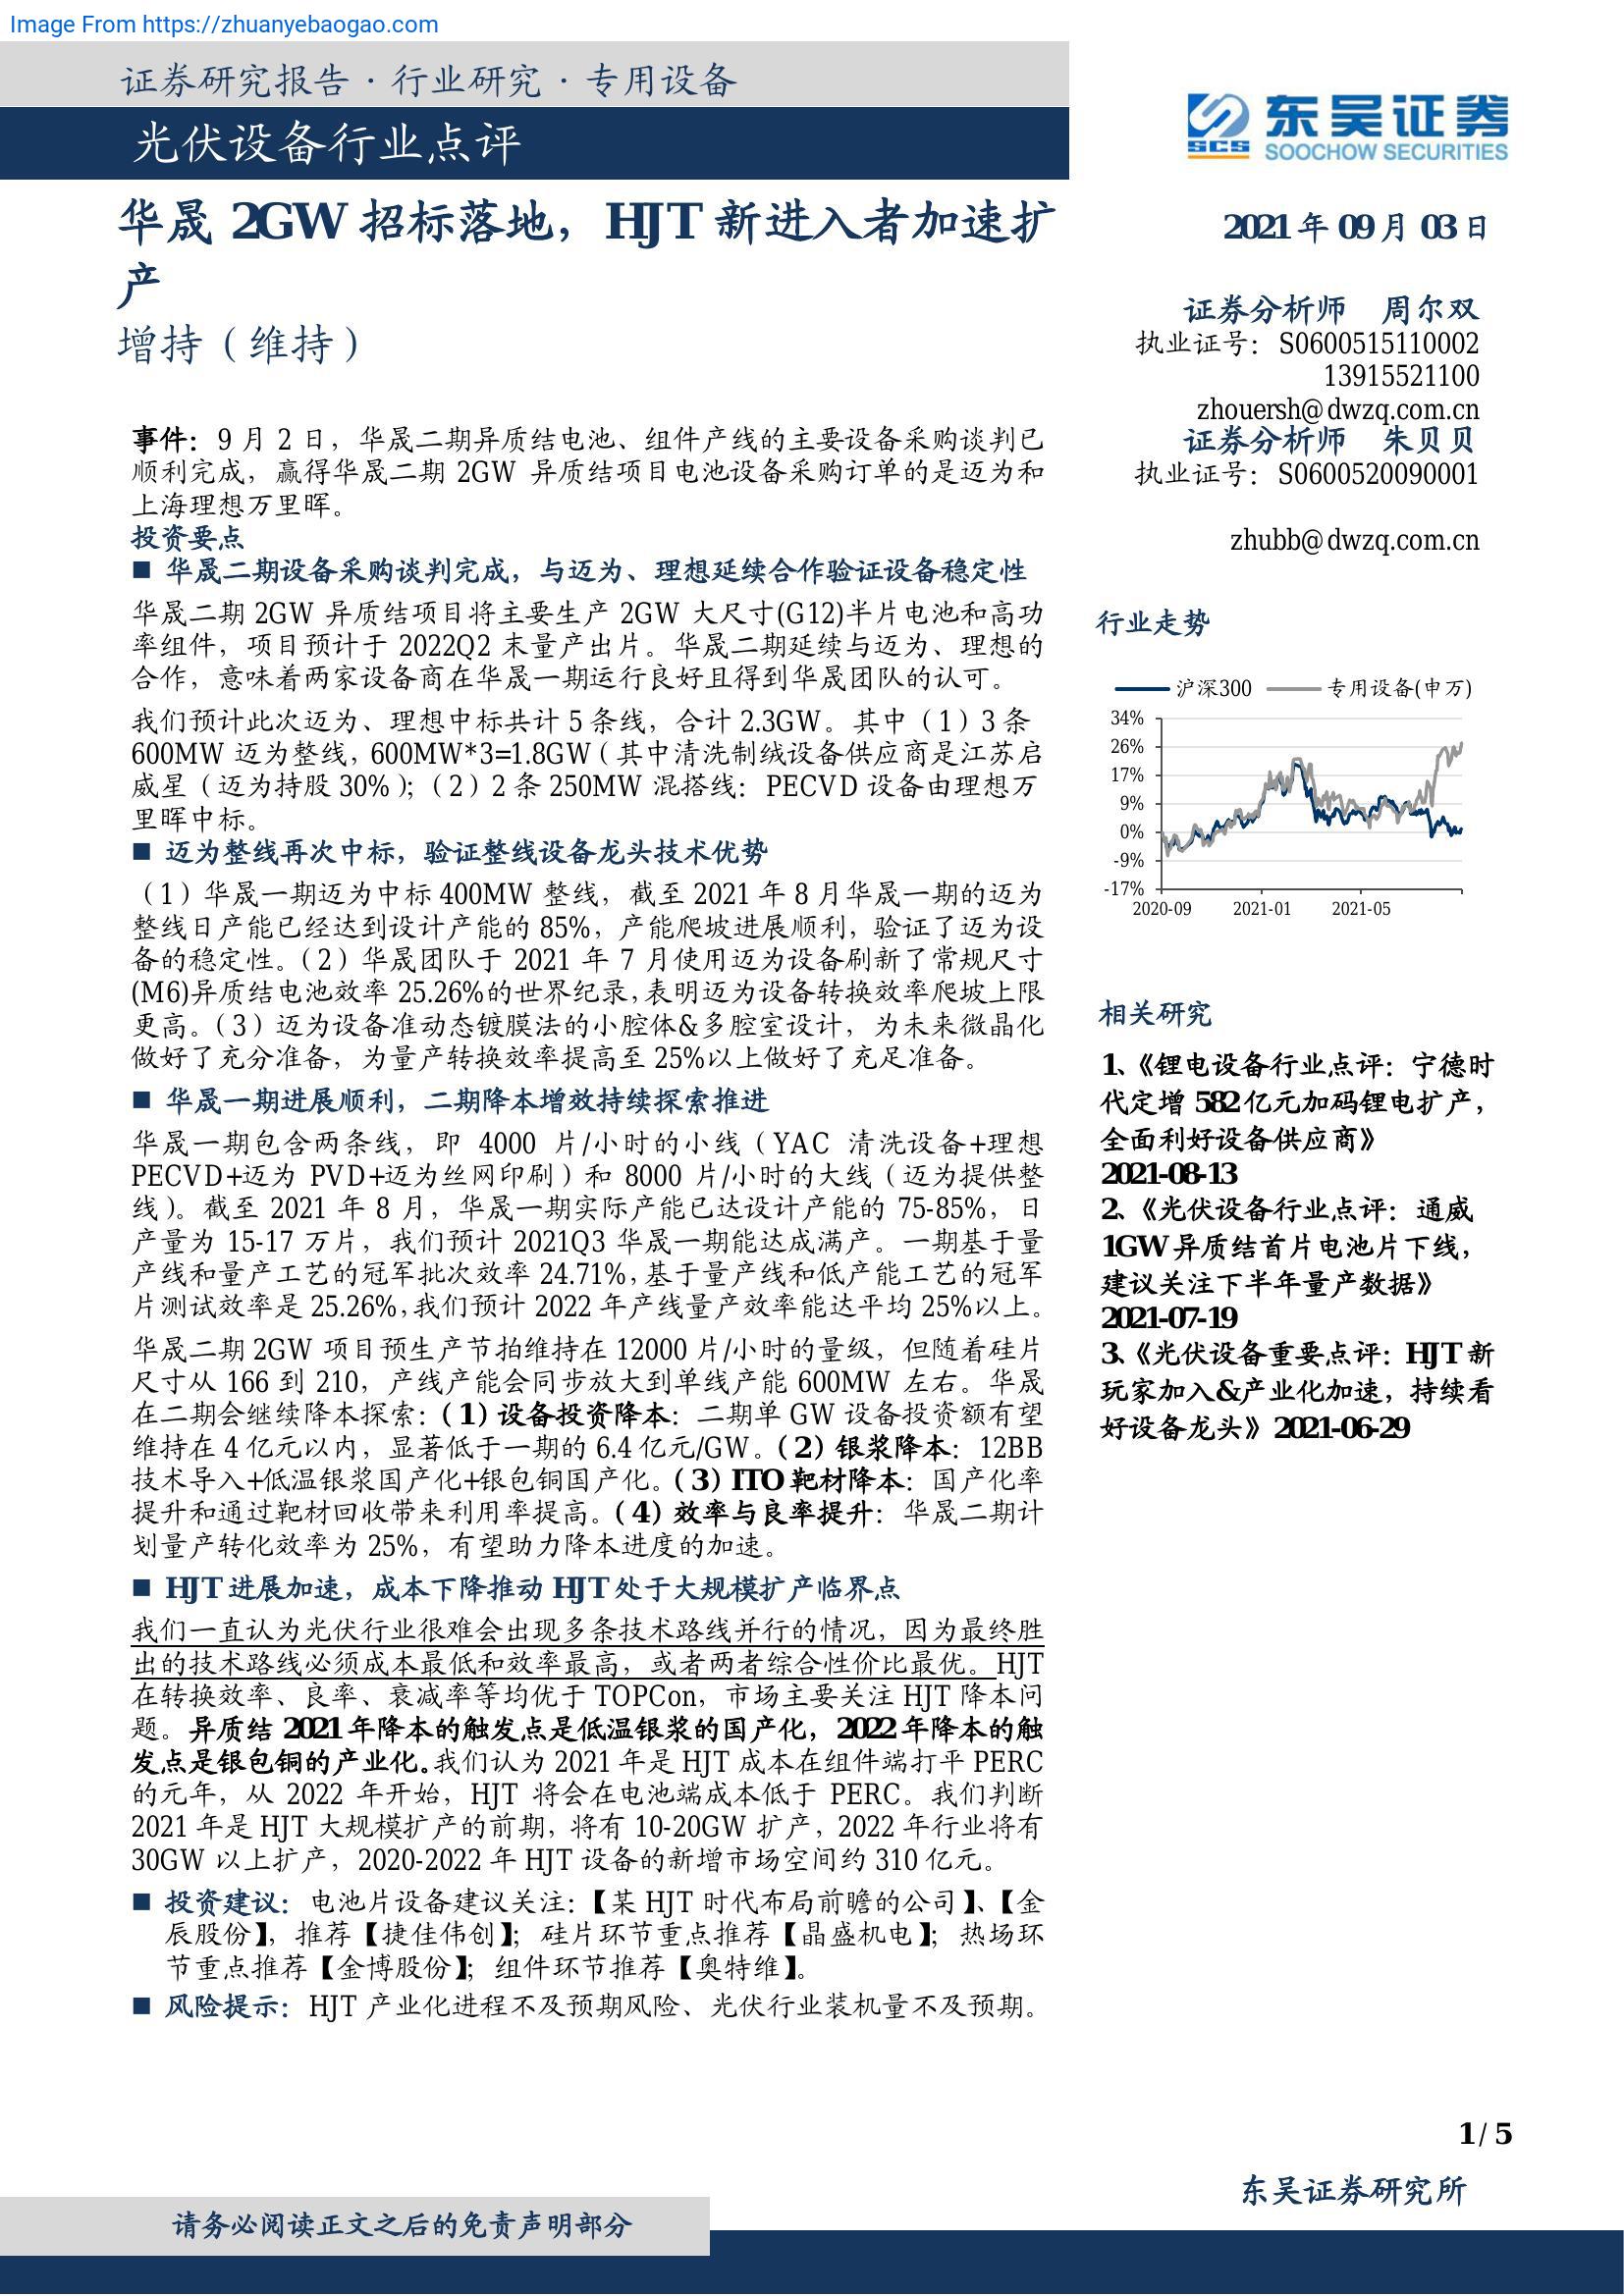 Image From https://zhuanyebaogao.com
证券研究报告·行业研究·专用设备
光伏设备行业点评
东吴证券
SCS
SOOCHOW SECURITIES
华晟 2GW 招标落地，HJT 新进入者加速扩
产
增持（维持）
事件：9 月 2 日，华晟二期异质结电池、组件产线的主要设备采购谈判已
顺利完成，赢得华晟二期 2GW 异质结项目电池设备采购订单的是迈为和
上海理想万里晖。
投资要点
■ 华晟二期设备采购谈判完成，与迈为、理想延续合作验证设备稳定性
华晟二期 2GW 异质结项目将主要生产 2GW 大尺寸(G12)半片电池和高功
率组件，项目预计于 2022Q2 末量产出片。华晟二期延续与迈为、理想的
合作，意味着两家设备商在华晟一期运行良好且得到华晟团队的认可。
我们预计此次迈为、理想中标共计 5 条线，合计 2.3GW。其中（1）3 条
600MW 迈为整线，600MW*3=1.8GW（其中清洗制绒设备供应商是江苏启
威星（迈为持股 30%）；（2）2 条 250MW 混搭线：PECVD 设备由理想万
里晖中标。
■ 迈为整线再次中标，验证整线设备龙头技术优势
（1）华晟一期迈为中标 400MW 整线，截至 2021 年 8 月华晟一期的迈为
整线日产能已经达到设计产能的 85%，产能爬坡进展顺利，验证了迈为设
备的稳定性。（2）华晟团队于 2021 年 7 月使用迈为设备刷新了常规尺寸
(M6)异质结电池效率 25.26%的世界纪录，表明迈为设备转换效率爬坡上限
更高。（3）迈为设备准动态镀膜法的小腔体&多腔室设计，为未来微晶化
做好了充分准备，为量产转换效率提高至 25%以上做好了充足准备。
■ 华晟一期进展顺利，二期降本增效持续探索推进
华晟一期包含两条线，即 4000 片/小时的小线（YAC 清洗设备+理想
PECVD+迈为 PVD+迈为丝网印刷）和 8000 片/小时的大线（迈为提供整
线）。截至 2021 年 8 月，华晟一期实际产能已达设计产能的 75-85%，日
产量为 15-17 万片，我们预计 2021Q3 华晟一期能达成满产。一期基于量
产线和量产工艺的冠军批次效率 24.71%，基于量产线和低产能工艺的冠军
片测试效率是 25.26%，我们预计 2022 年产线量产效率能达平均 25%以上。
华晟二期 2GW 项目预生产节拍维持在 12000 片/小时的量级，但随着硅片
尺寸从 166 到 210，产线产能会同步放大到单线产能 600MW 左右。华晟
在二期会继续降本探索：（1）设备投资降本：二期单 GW 设备投资额有望
维持在 4 亿元以内，显著低于一期的 6.4 亿元/GW。（2）银浆降本：12BB
技术导入+低温银浆国产化+银包铜国产化。（3）ITO 靶材降本：国产化率
提升和通过靶材回收带来利用率提高。（4）效率与良率提升：华晟二期计
划量产转化效率为 25%，有望助力降本进度的加速。
■ HJT 进展加速，成本下降推动 HJT 处于大规模扩产临界点
我们一直认为光伏行业很难会出现多条技术路线并行的情况，因为最终胜
出的技术路线必须成本最低和效率最高，或者两者综合性价比最优。HJT
在转换效率、良率、衰减率等均优于 TOPCon，市场主要关注 HJT 降本问
题。异质结 2021 年降本的触发点是低温银浆的国产化，2022 年降本的触
发点是银包铜的产业化。我们认为 2021 年是 HJT 成本在组件端打平 PERC
的元年，从 2022 年开始，HJT 将会在电池端成本低于 PERC。我们判断
2021 年是 HJT 大规模扩产的前期，将有 10-20GW 扩产，2022 年行业将有
30GW 以上扩产，2020-2022 年 HJT 设备的新增市场空间约 310 亿元。
■ 投资建议：电池片设备建议关注：【某 HJT 时代布局前瞻的公司】、【金
辰股份】，推荐【捷佳伟创】；硅片环节重点推荐【晶盛机电】；热场环
节重点推荐【金博股份】；组件环节推荐【奥特维】。
■ 风险提示：HJT 产业化进程不及预期风险、光伏行业装机量不及预期。
2021 年 09 月 03 日
证券分析师 周尔双
执业证号：S0600515110002
13915521100
zhouersh@dwzq.com.cn
证券分析师 朱贝贝
执业证号：S0600520090001
zhubb@dwzq.com.cn
行业走势
沪深300 专用设备(申万)
34%
26%
17%
9%
0%
-9%
-17%
2020-09 2021-01 2021-05
相关研究
1、《锂电设备行业点评：宁德时
代定增 582 亿元加码锂电扩产，
全面利好设备供应商》
2021-08-13
2、《光伏设备行业点评：通威
1GW 异质结首片电池片下线，
建议关注下半年量产数据》
2021-07-19
3、《光伏设备重要点评：HJT 新
玩家加入&产业化加速，持续看
好设备龙头》2021-06-29
1 / 5
东吴证券研究所
请务必阅读正文之后的免责声明部分